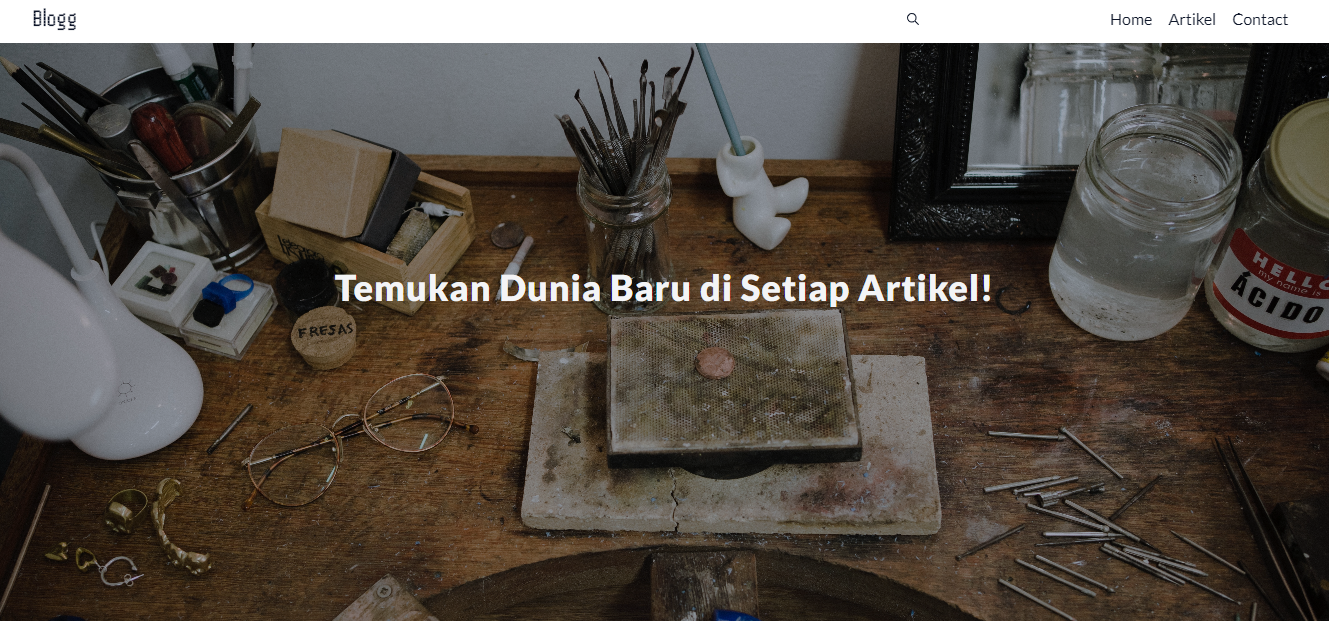 Blogg
Home Artikel Contact
Temukan Dunia Baru di Setiap Artikel!
FRESAS
HELLO
my name is
ÁCIDO